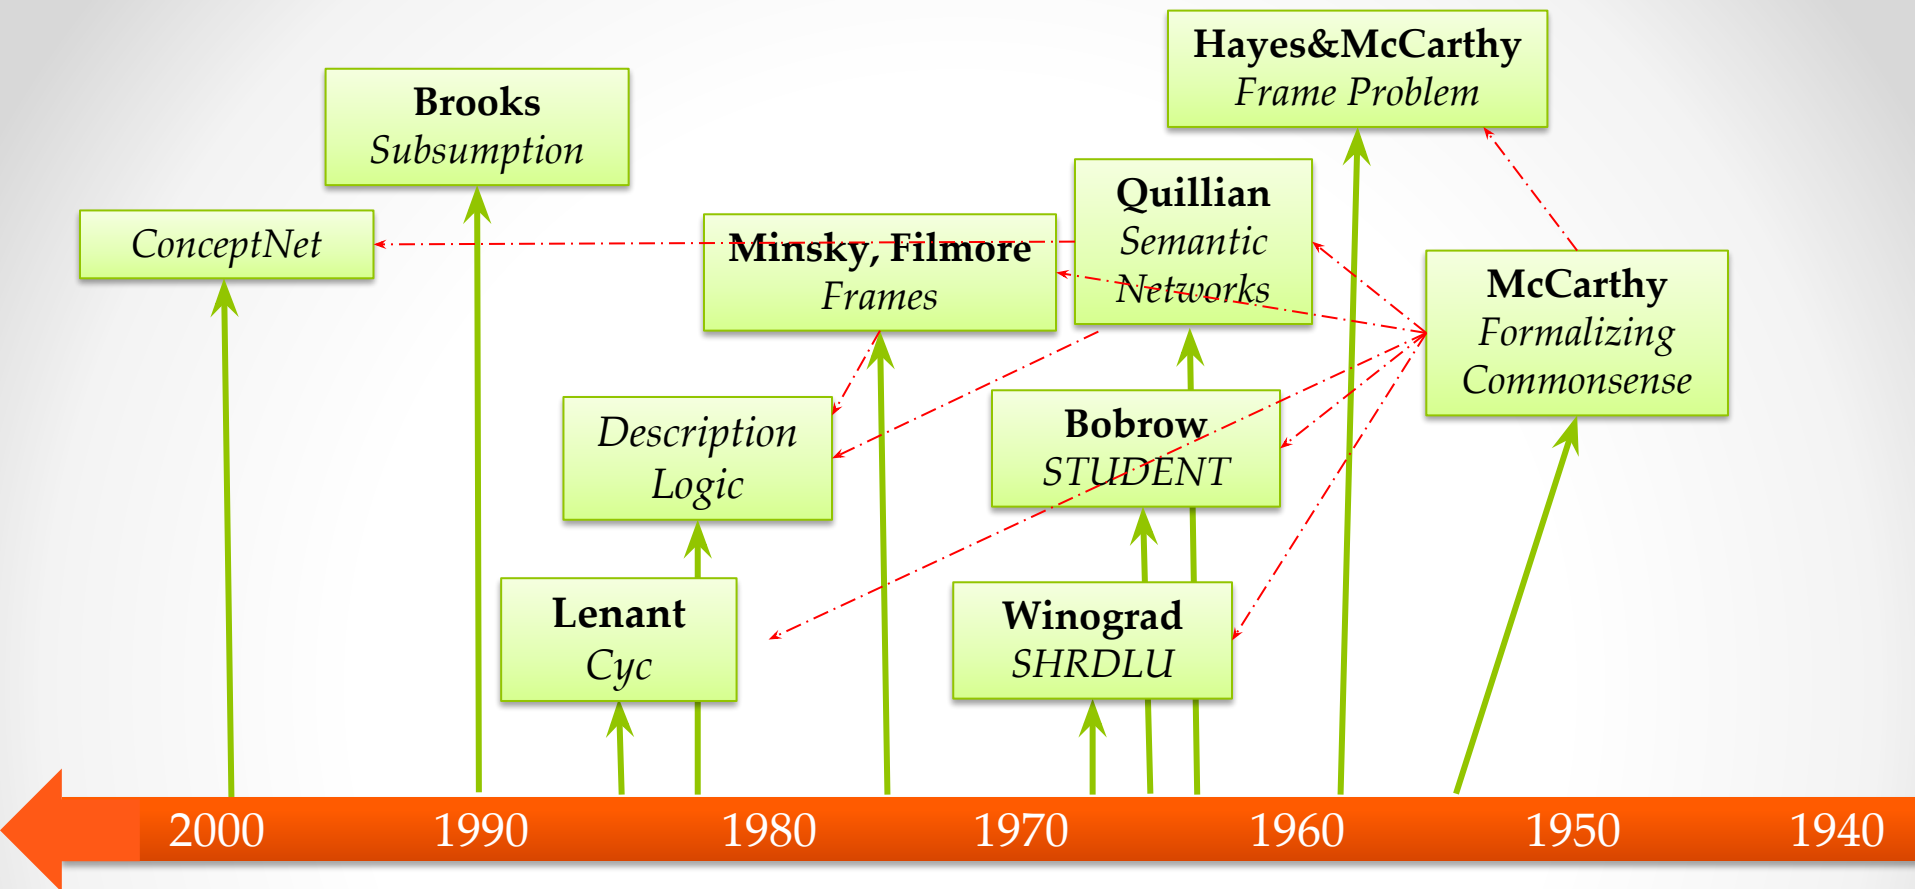 Hayes&McCarthy
Frame Problem
Brooks
Subsumption
Quillian
Semantic
Networks
ConceptNet
Minsky, Filmore
Frames
McCarthy
Formalizing
Commonsense
Description
Logic
Bobrow
STUDENT
Lenant
Cyc
Winograd
SHRDLU
2000 1990 1980 1970 1960 1950 1940